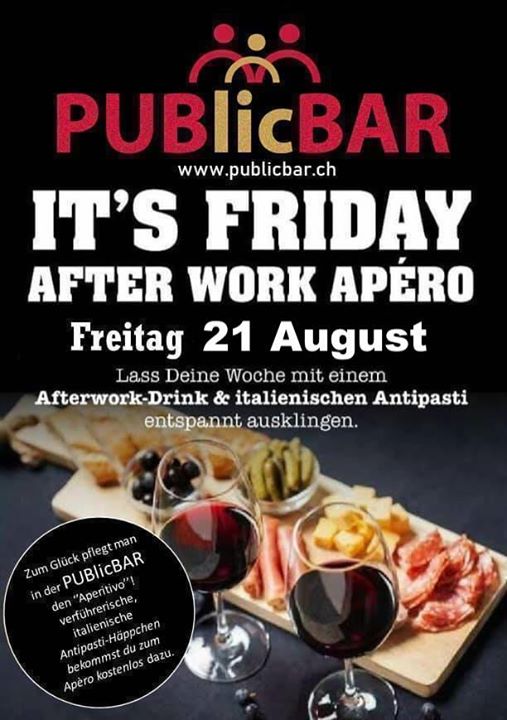 PUBlicBAR
www.publicbar.ch
IT'S FRIDAY
AFTER WORK APÉRO
Freitag 21 August
Lass Deine Woche mit einem
Afterwork-Drink & italienischen Antipasti
entspannt ausklingen.
Zum Glück pflegt man
in der PUBlicBAR
den "Aperitivo"!
verführerische,
italienische
Antipasti-Häppchen
bekommst du zum
Apèro kostenlos dazu.